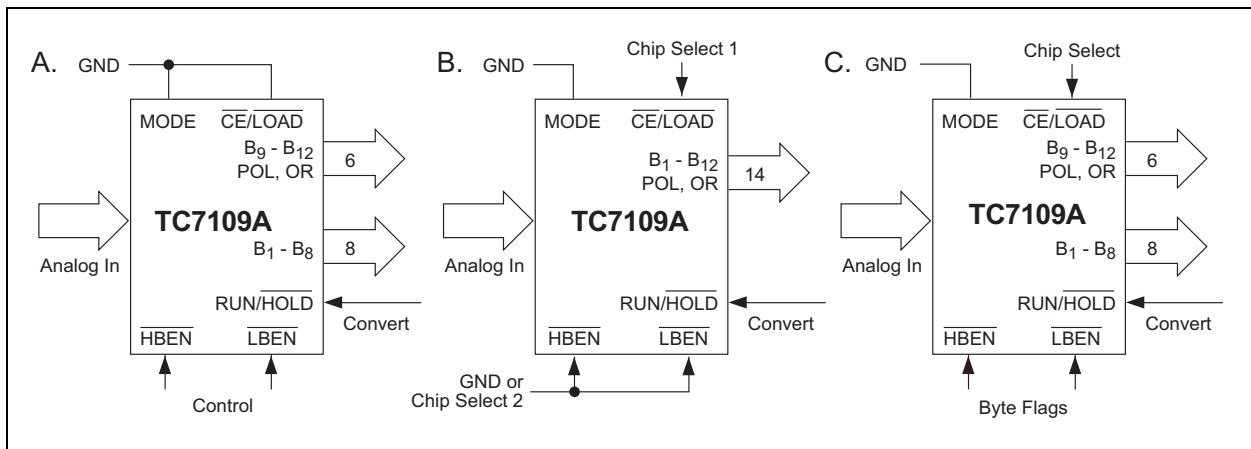 A.
GND
MODE
CE/LOAD
B9 - B12
POL, OR
6
TC7109A
B1 - B8
8
Analog In
RUN/HOLD
Convert
HBEN
LBEN
Control
B.
Chip Select 1
GND
MODE
CE/LOAD
B1 - B12
POL, OR
14
TC7109A
Analog In
RUN/HOLD
Convert
HBEN
LBEN
GND or
Chip Select 2
C.
Chip Select
GND
MODE
CE/LOAD
B9 - B12
POL, OR
6
TC7109A
B1 - B8
8
Analog In
RUN/HOLD
Convert
HBEN
LBEN
Byte Flags